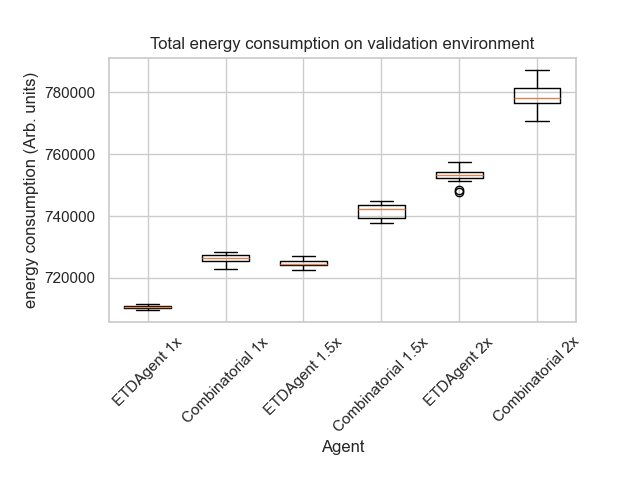 Total energy consumption on validation environment
energy consumption (Arb. units)
780000
760000
740000
720000
ETDAgent 1x
Combinatorial 1x
ETDAgent 1.5x
Combinatorial 1.5x
ETDAgent 2x
Combinatorial 2x
Agent